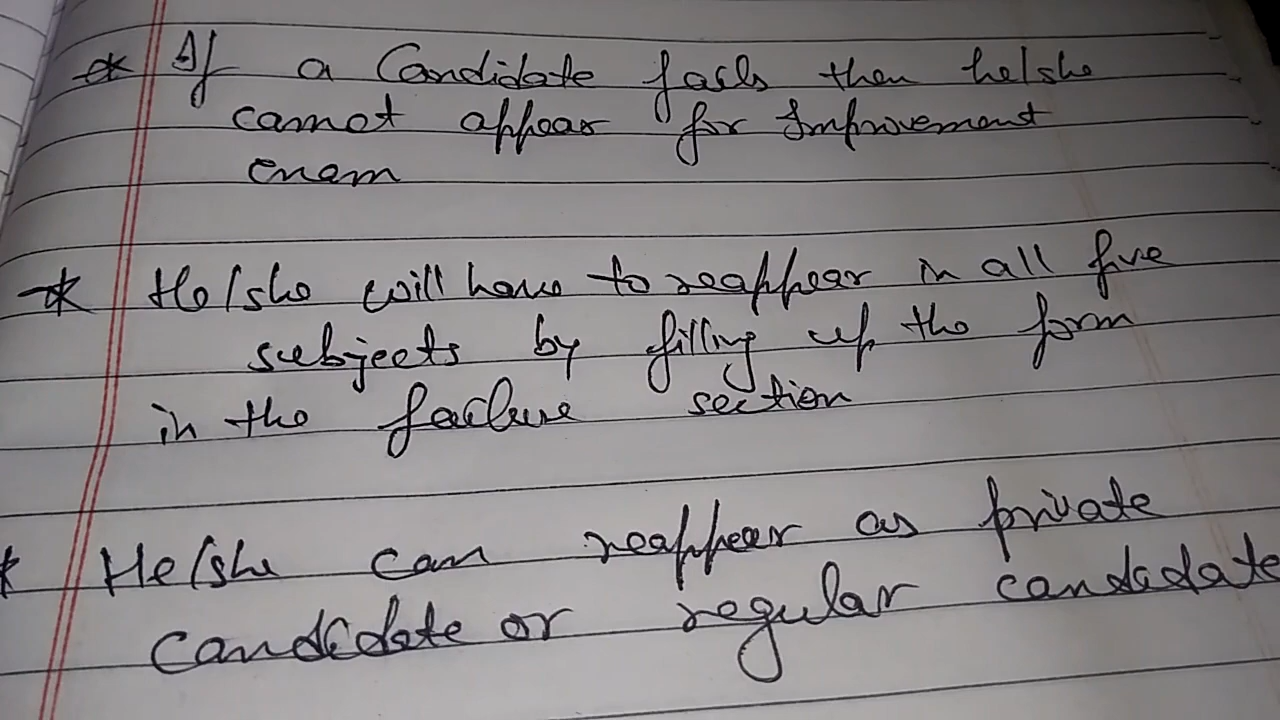 * If a Candidate fails then he/she
cannot appear for Improvement
exam
* He/she will have to reappear in all five
subjects by filling up the form
in the failure section
* He/she can reappear as private
candidate or regular candidate